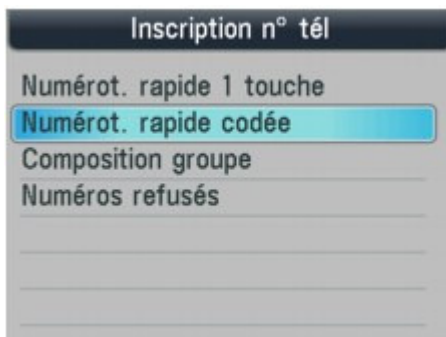 Inscription n° tél
Numérot. rapide 1 touche
Numérot. rapide codée
Composition groupe
Numéros refusés